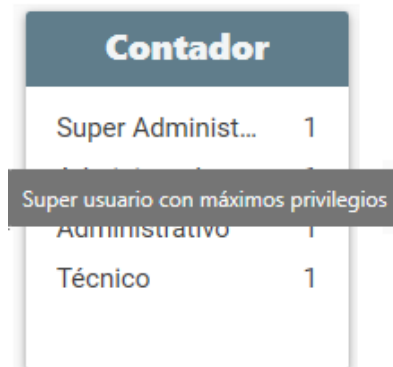 Contador
Super Administ... 1
Super usuario con máximos privilegios
Administrativo 1
Técnico 1